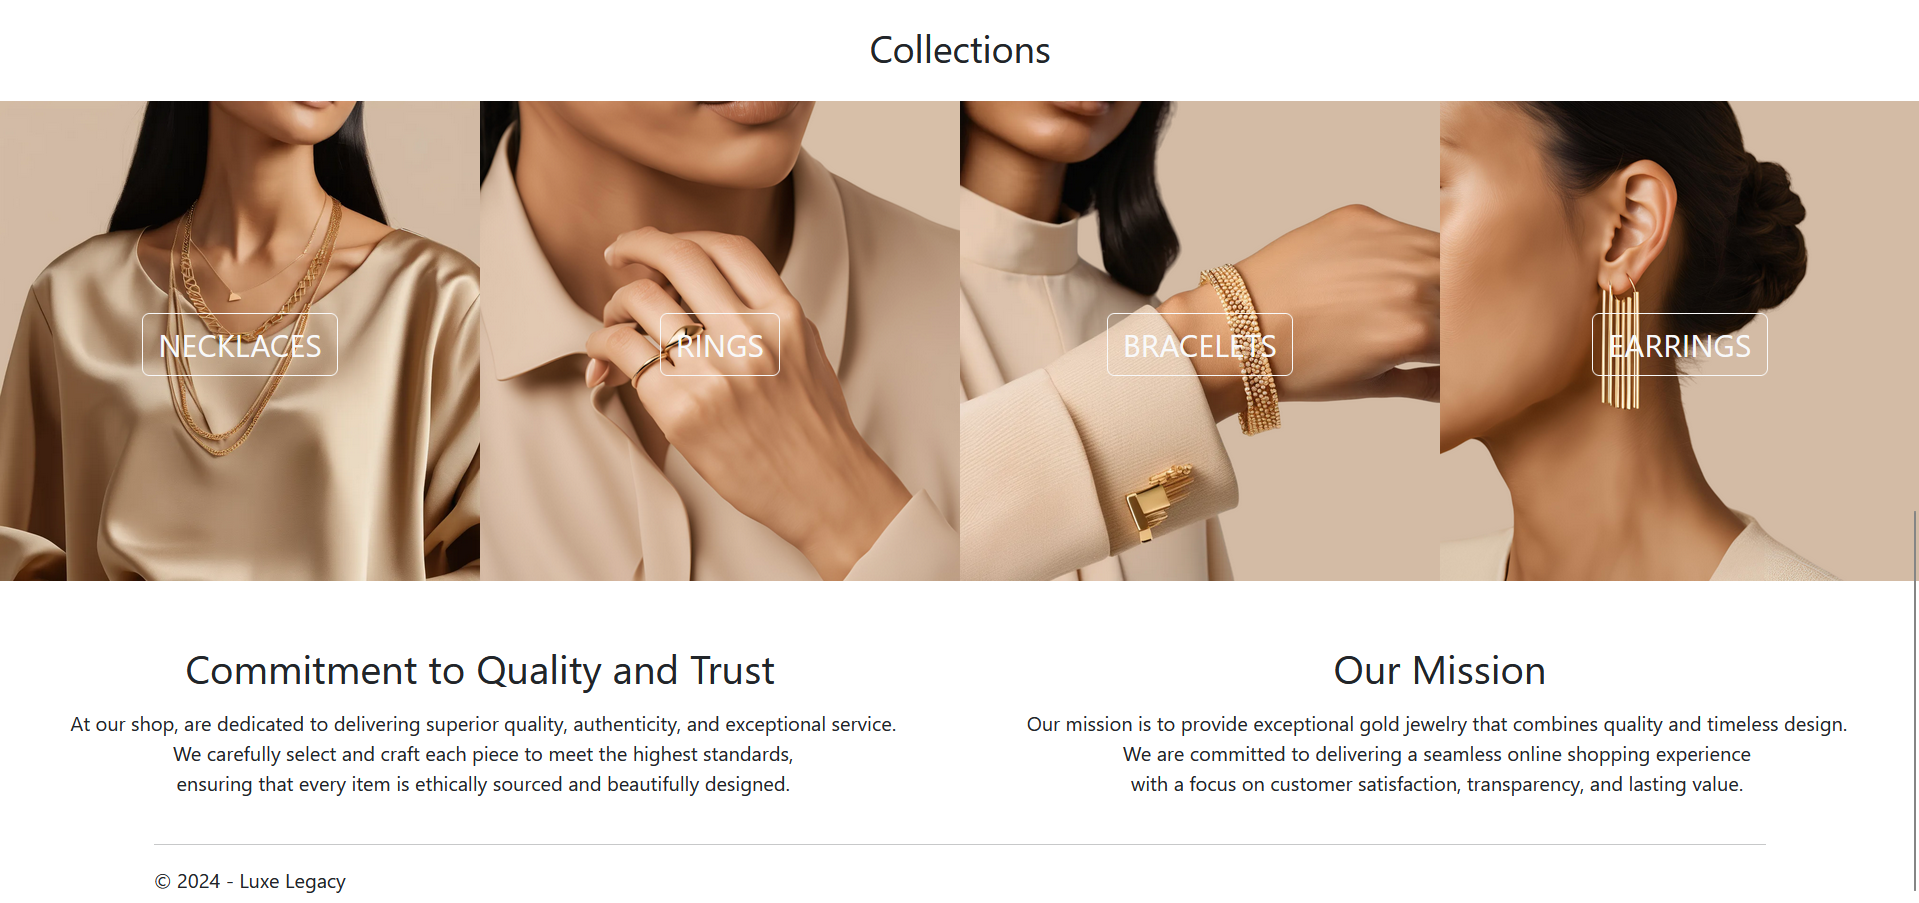 Collections
NECKLACES
RINGS
BRACELETS
EARRINGS
Commitment to Quality and Trust
At our shop, are dedicated to delivering superior quality, authenticity, and exceptional service.
We carefully select and craft each piece to meet the highest standards,
ensuring that every item is ethically sourced and beautifully designed.
Our Mission
Our mission is to provide exceptional gold jewelry that combines quality and timeless design.
We are committed to delivering a seamless online shopping experience
with a focus on customer satisfaction, transparency, and lasting value.
© 2024 - Luxe Legacy